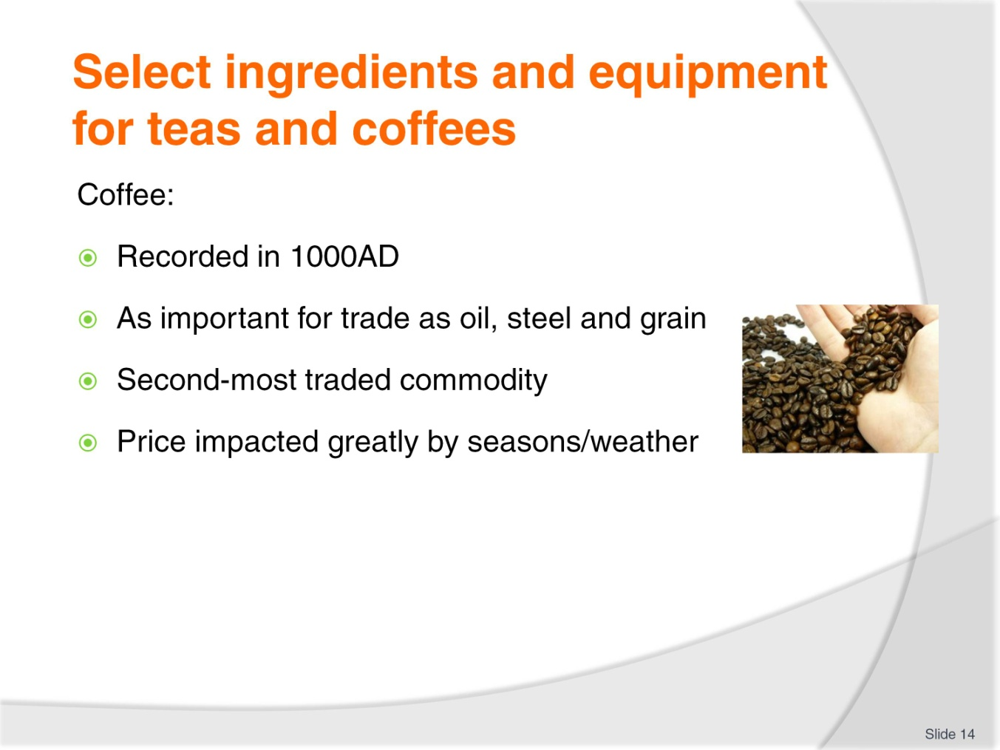 Select ingredients and equipment
for teas and coffees
Coffee:
Recorded in 1000AD
As important for trade as oil, steel and grain
Second-most traded commodity
Price impacted greatly by seasons/weather
Slide 14